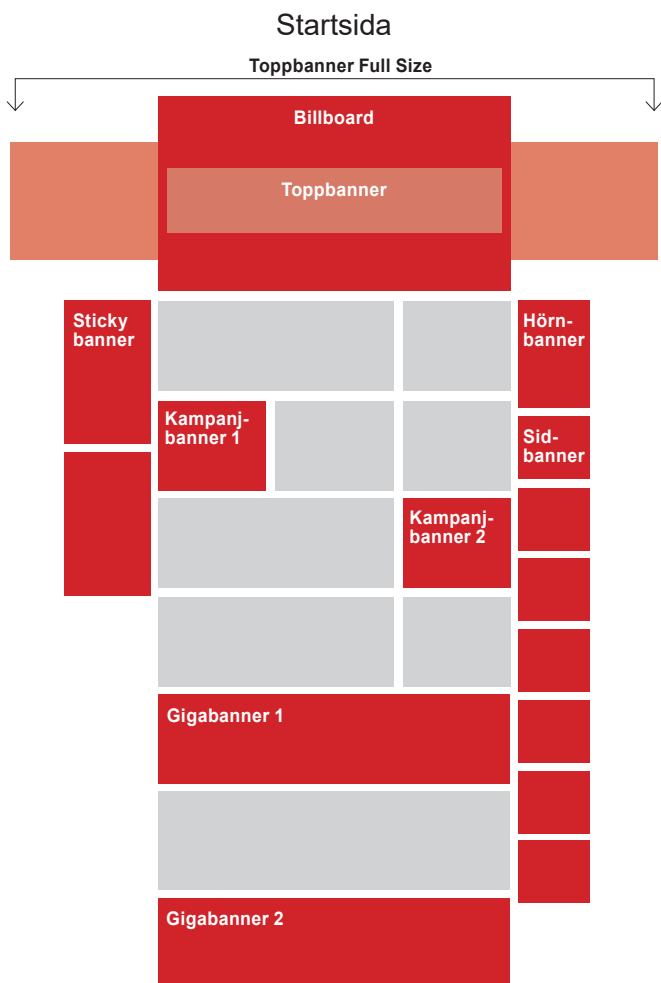 Startsida
Toppbanner Full Size
Billboard
Toppbanner
Sticky
banner
Hörn-
banner
Kampanj-
banner 1
Sid-
banner
Kampanj-
banner 2
Gigabanner 1
Gigabanner 2